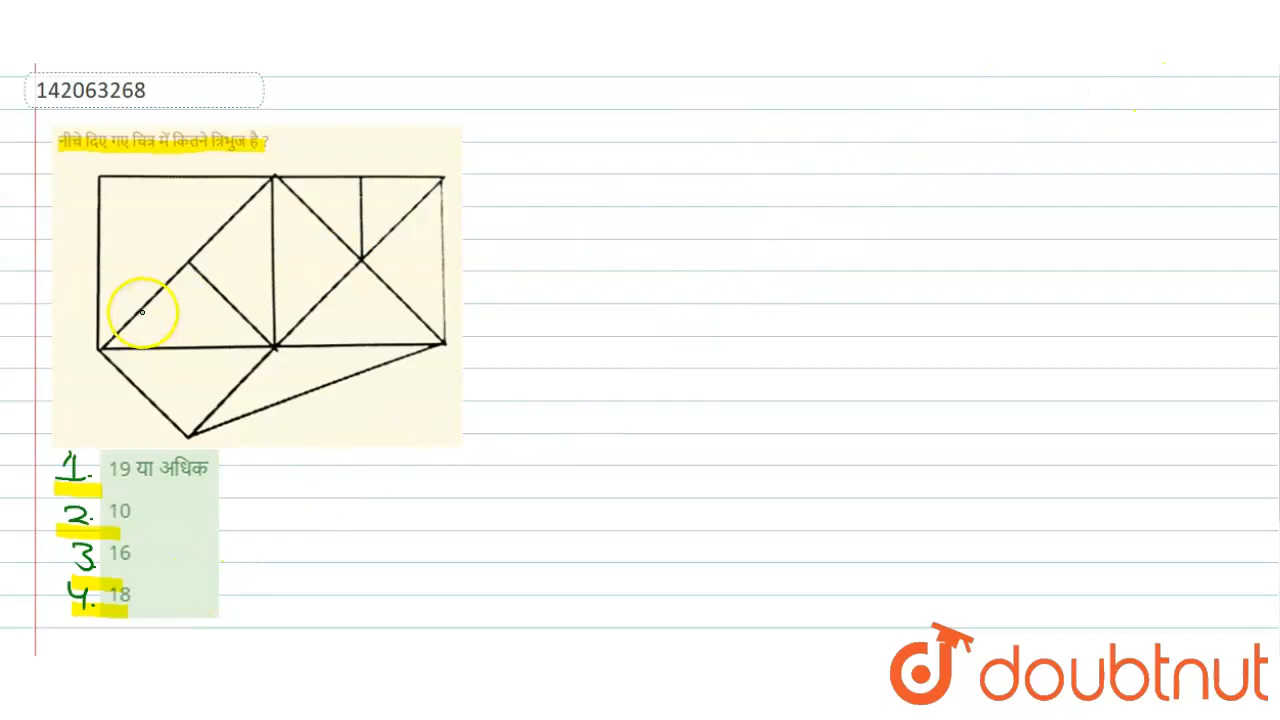 142063268
नीचे दिए गए चित्र में कितने त्रिभुज है ?
1. 19 या अधिक
2. 10
3. 16
4. 18
doubtnut